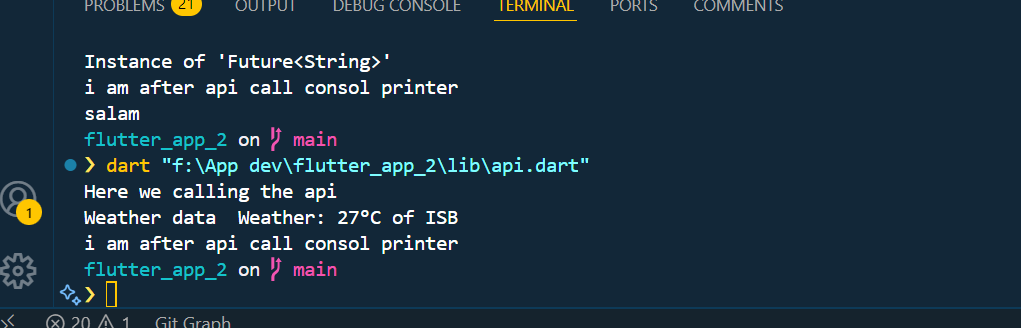 PROBLEMS 21 OUTPUT DEBUG CONSOLE TERMINAL PORTS COMMENTS
Instance of 'Future<String>'
i am after api call consol printer
salam
flutter_app_2 on main
❯ dart "f:\App dev\flutter_app_2\lib\api.dart"
Here we calling the api
Weather data  Weather: 27°C of ISB
i am after api call consol printer
flutter_app_2 on main
❯
1
20 1 Git Graph